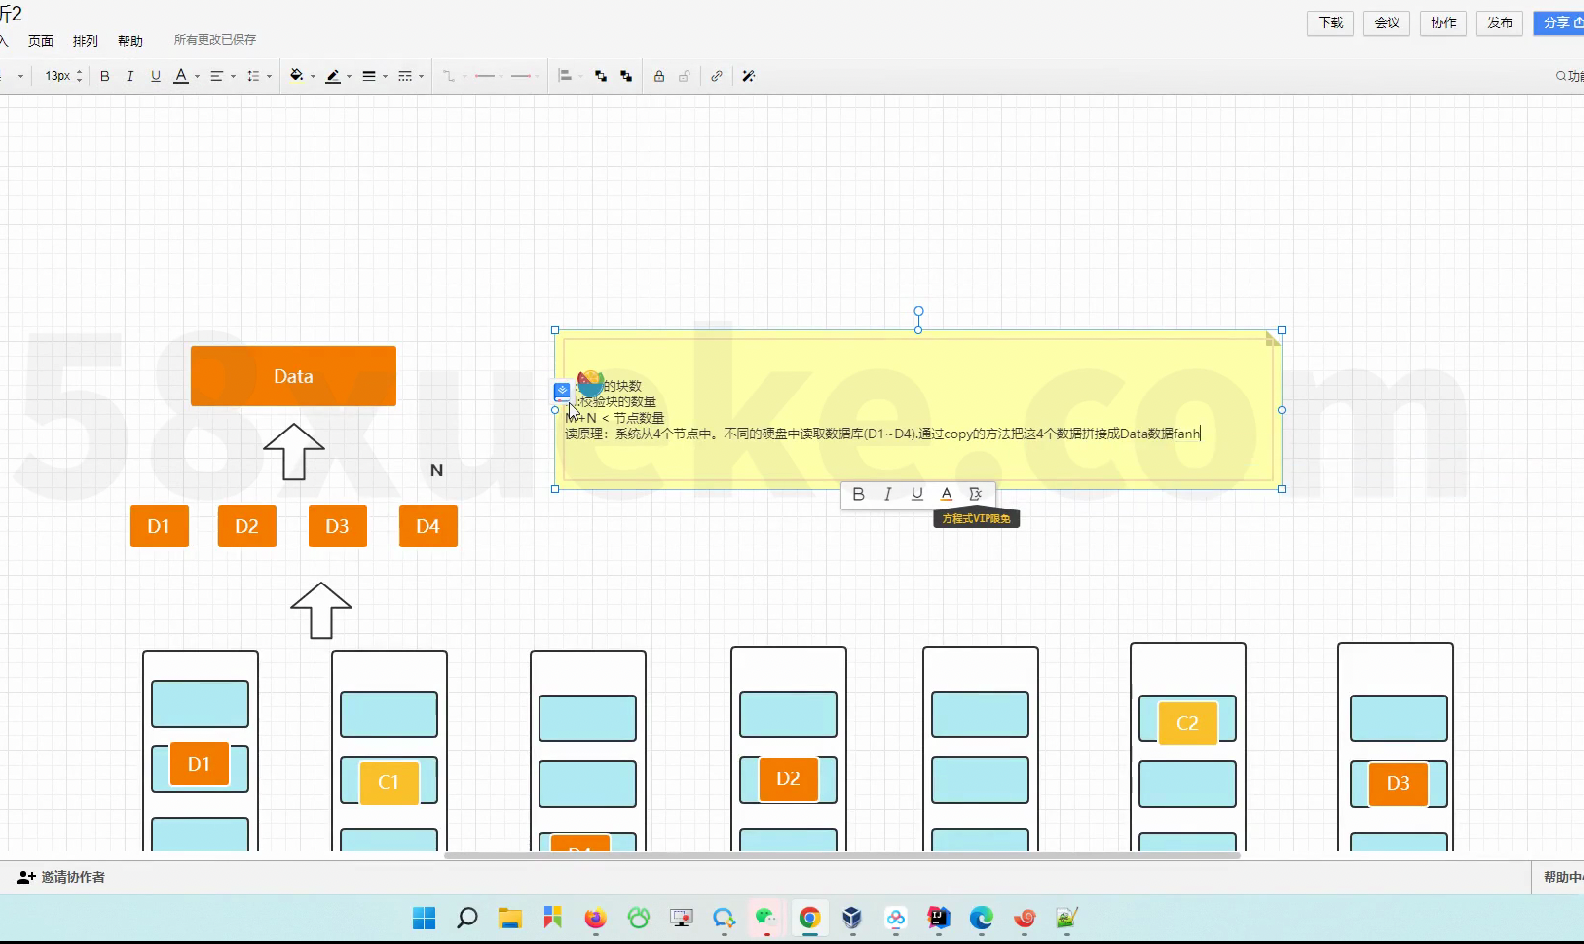 析2
入 页面 排列 帮助 所有更改已保存
下载 会议 协作 发布 分享
13px B I U A
功能
58xueke.com
Data
的块数
:校验块的数量
M+N < 节点数量
读原理：系统从4个节点中。不同的硬盘中读取数据库(D1~D4).通过copy的方法把这4个数据拼接成Data数据fanh
N
B I U A Σx
方程式VIP限免
D1 D2 D3 D4
D1 C1 D4 D2 C2 D3
邀请协作者
帮助中心